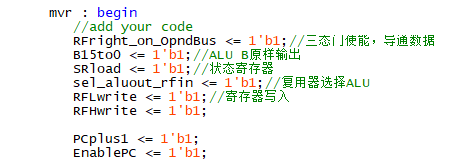 mvr : begin
//add your code
RFright_on_OpndBus <= 1'b1;//三态门使能，导通数据
B15to0 <= 1'b1;//ALU B原样输出
SRload <= 1'b1;//状态寄存器
sel_aluout_rfin <= 1'b1;//复用器选择ALU
RFLwrite <= 1'b1;//寄存器写入
RFHwrite <= 1'b1;
PCplus1 <= 1'b1;
EnablePC <= 1'b1;